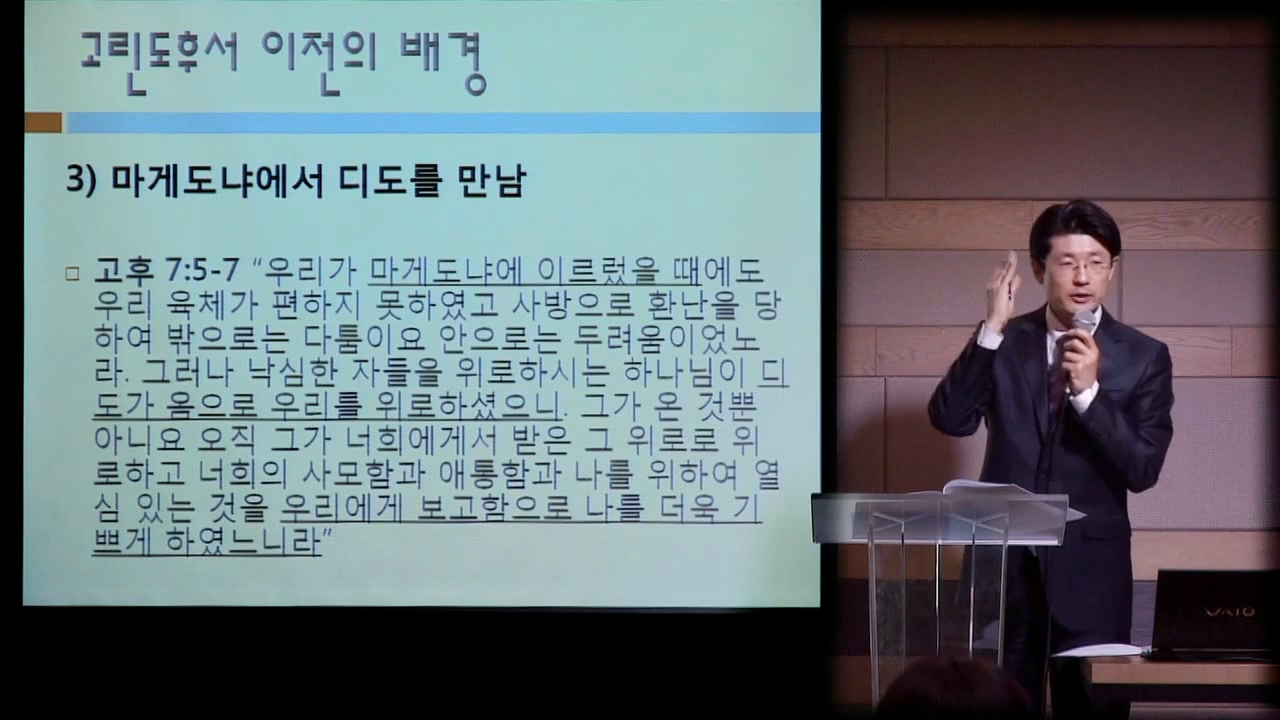 고린도후서 이전의 배경
3) 마게도냐에서 디도를 만남
고후 7:5-7 “우리가 마게도냐에 이르렀을 때에도
우리 육체가 편하지 못하였고 사방으로 환난을 당
하여 밖으로는 다툼이요 안으로는 두려움이었노
라. 그러나 낙심한 자들을 위로하시는 하나님이 디
도가 옴으로 우리를 위로하셨으니. 그가 온 것뿐
아니요 오직 그가 너희에게서 받은 그 위로로 위
로하고 너희의 사모함과 애통함과 나를 위하여 열
심 있는 것을 우리에게 보고함으로 나를 더욱 기
쁘게 하였느니라”
VAIO